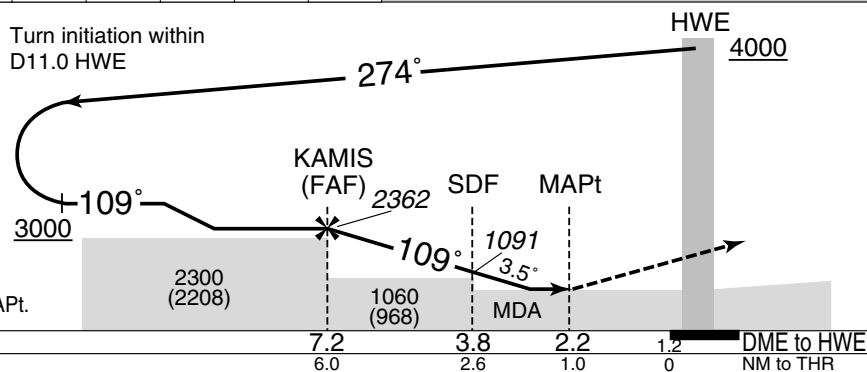 HWE
Turn initiation within
D11.0 HWE
4000
274°
KAMIS
(FAF)
SDF
MAPt
2362
109°
3000
109°
1091
3.5°
2300
(2208)
1060
(968)
MDA
APt.
7.2 3.8 2.2 1.2 DME to HWE
6.0 2.6 1.0 0 NM to THR